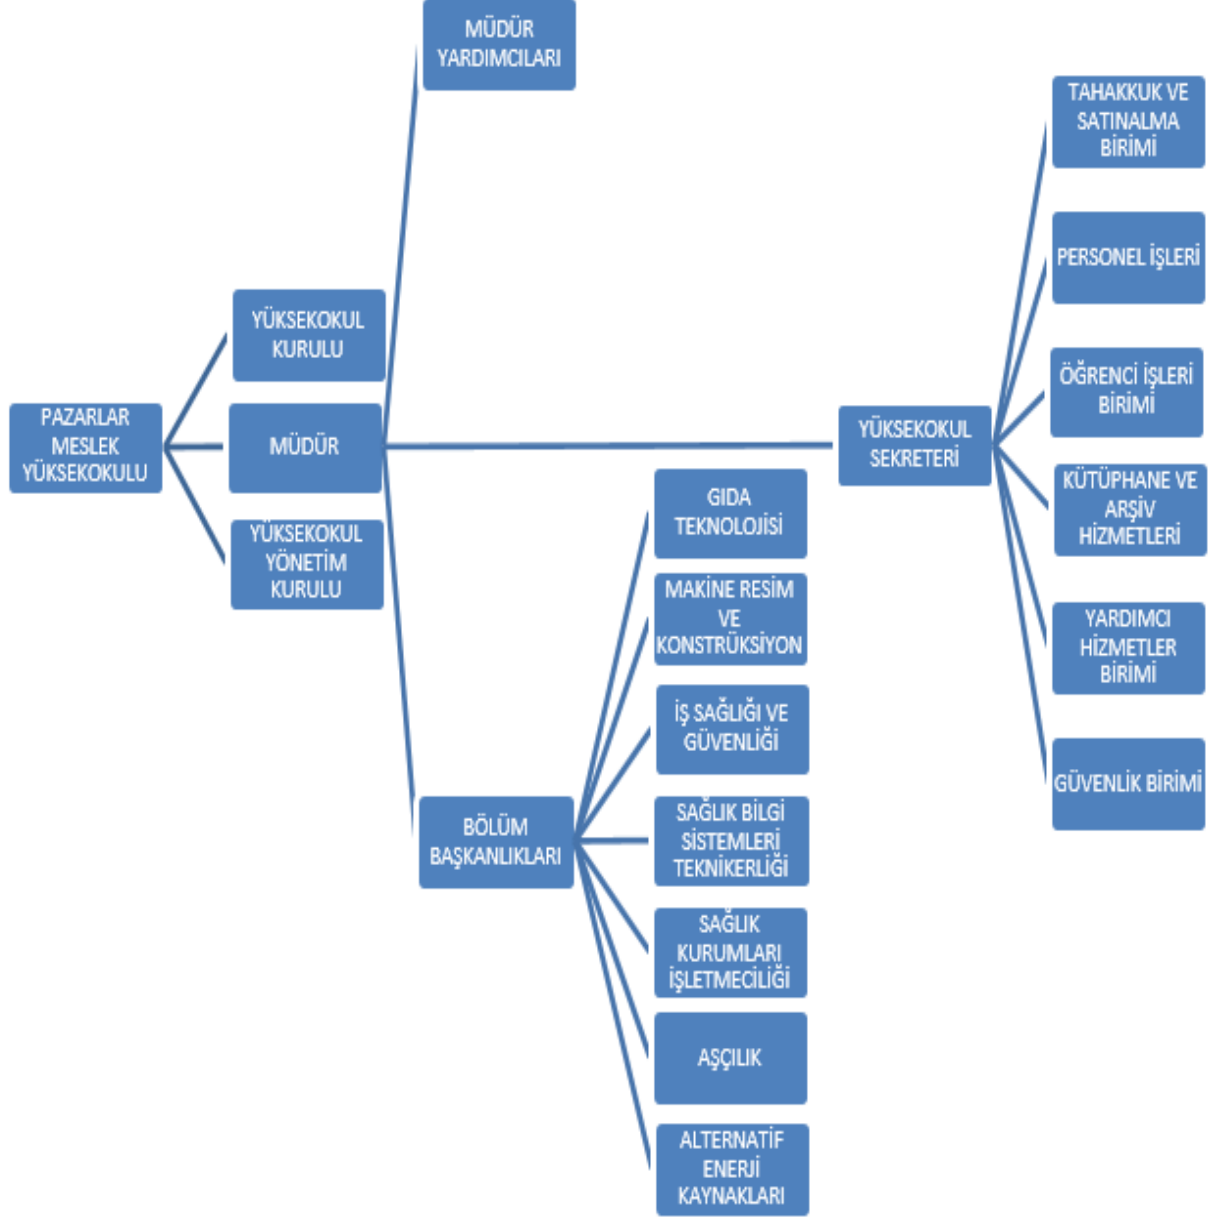 MÜDÜR
YARDIMCILARI
TAHAKKUK VE
SATINALMA
BİRİMİ
PERSONEL İŞLERİ
YÜKSEKOKUL
KURULU
ÖĞRENCİ İŞLERİ
BİRİMİ
PAZARLAR
MESLEK
YÜKSEKOKULU
MÜDÜR
YÜKSEKOKUL
SEKRETERİ
KÜTÜPHANE VE
ARŞİV
HİZMETLERİ
YÜKSEKOKUL
YÖNETİM
KURULU
GIDA
TEKNOLOJİSİ
MAKİNE RESİM
VE
KONSTRÜKSİYON
YARDIMCI
HİZMETLER
BİRİMİ
İŞ SAĞLIĞI VE
GÜVENLİĞİ
GÜVENLİK BİRİMİ
BÖLÜM
BAŞKANLIKLARI
SAĞLIK BİLGİ
SİSTEMLERİ
TEKNİKERLİĞİ
SAĞLIK
KURUMLARI
İŞLETMECİLİĞİ
AŞÇILIK
ALTERNATİF
ENERJİ
KAYNAKLARI